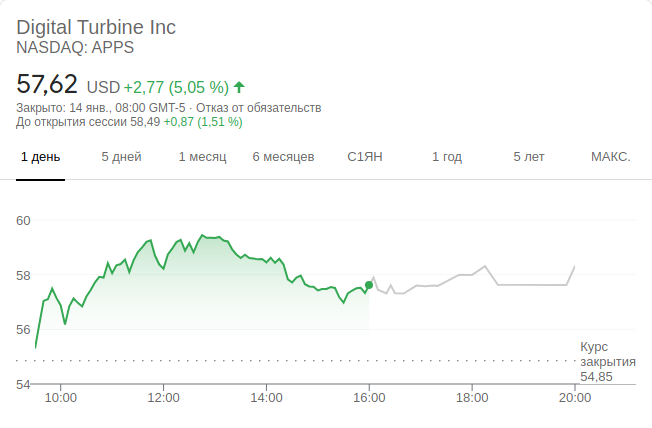 Digital Turbine Inc
NASDAQ: APPS
57,62 USD +2,77 (5,05 %)
Закрыто: 14 янв., 08:00 GMT-5 · Отказ от обязательств
До открытия сессии 58,49 +0,87 (1,51 %)
1 день 5 дней 1 месяц 6 месяцев С1ЯН 1 год 5 лет МАКС.
60
58
56
54
Курс
закрытия
54,85
10:00 12:00 14:00 16:00 18:00 20:00